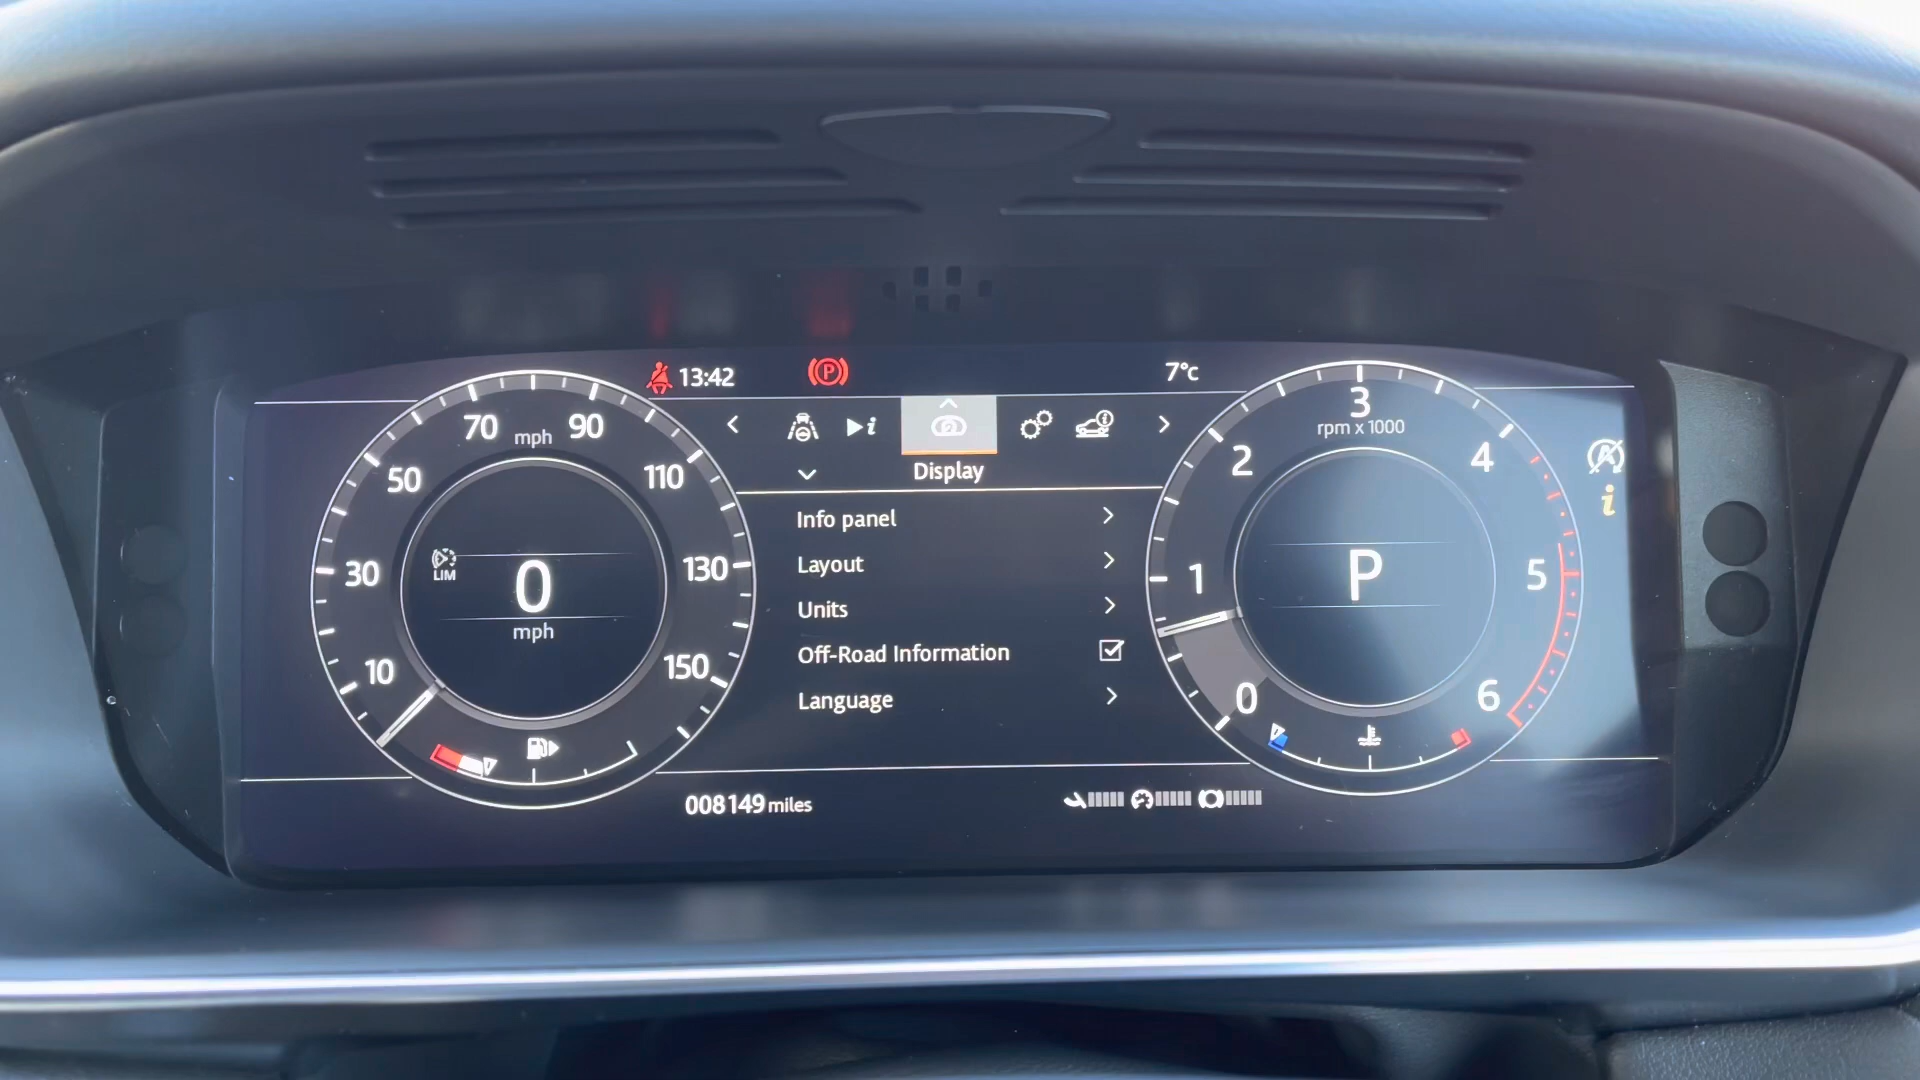 13:42
P
7°c
i
Display
70 mph 90
50
110
30
130
10
150
LIM
0
mph
Info panel
Layout
Units
Off-Road Information
Language
3
rpm x 1000
2
4
A
i
1
5
0
6
P
008149 miles